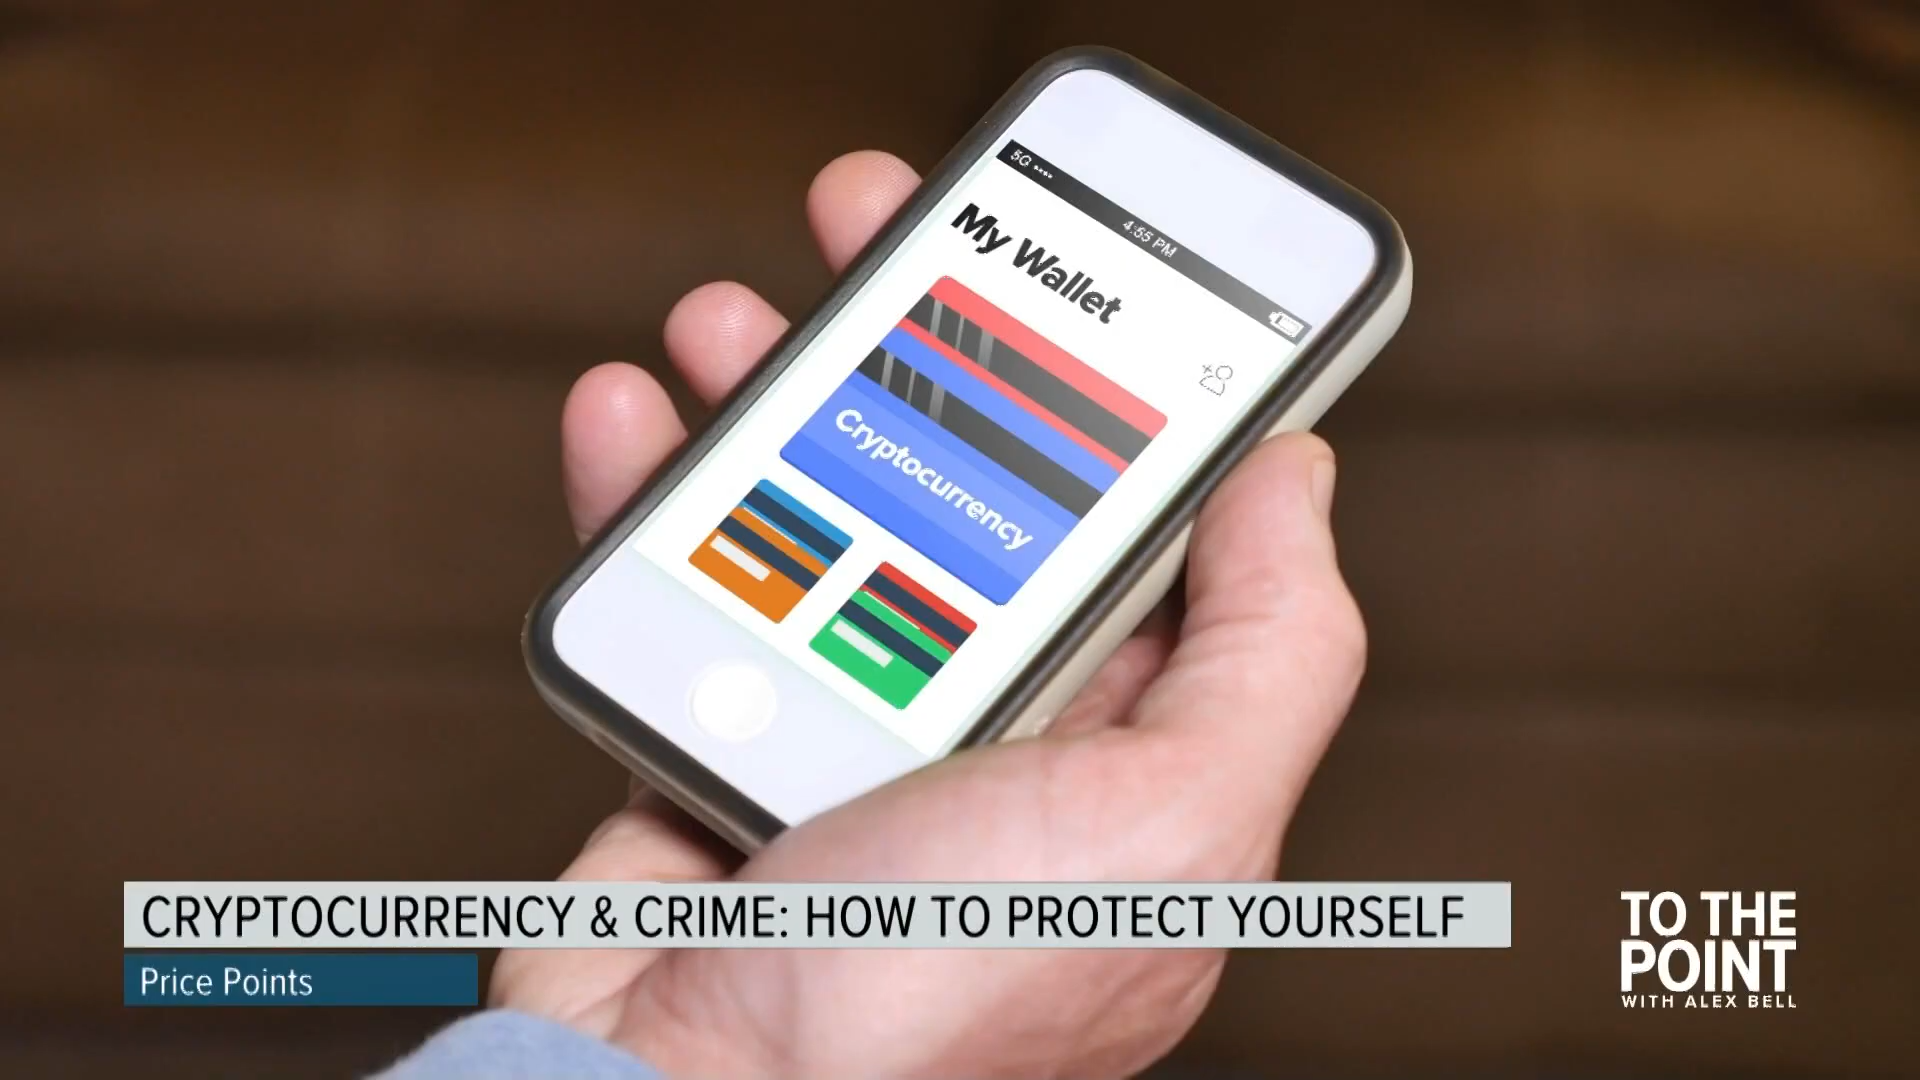 5G
4:55 PM
My Wallet
Cryptocurrency
CRYPTOCURRENCY & CRIME: HOW TO PROTECT YOURSELF
Price Points
TO THE
POINT
WITH ALEX BELL